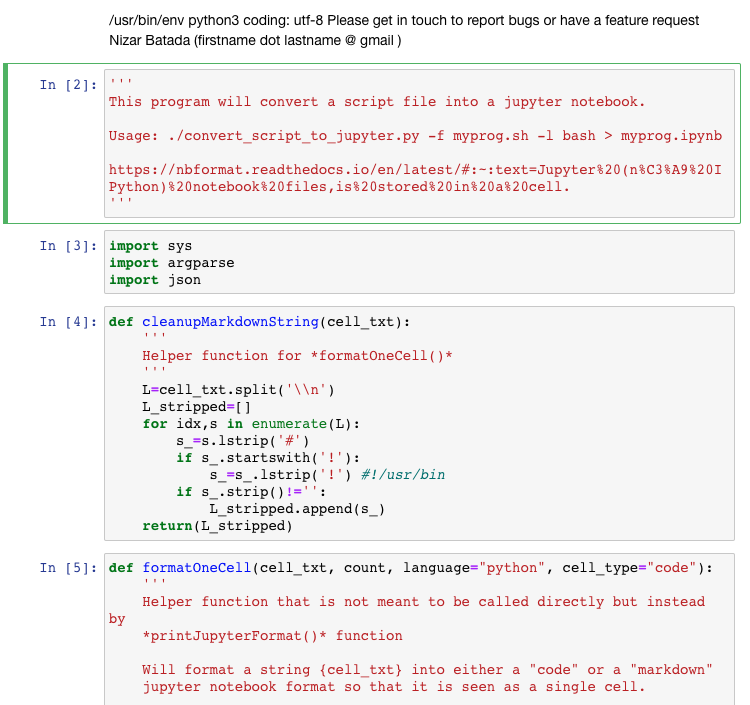 /usr/bin/env python3 coding: utf-8 Please get in touch to report bugs or have a feature request
Nizar Batada (firstname dot lastname @ gmail )
In [2]: '''
This program will convert a script file into a jupyter notebook.

Usage: ./convert_script_to_jupyter.py -f myprog.sh -l bash > myprog.ipynb

https://nbformat.readthedocs.io/en/latest/#:~:text=Jupyter%20(n%C3%A9%20I
Python)%20notebook%20files,is%20stored%20in%20a%20cell.
'''
In [3]: import sys
import argparse
import json
In [4]: def cleanupMarkdownString(cell_txt):
    '''
    Helper function for *formatOneCell()*
    '''
    L=cell_txt.split('\\n')
    L_stripped=[]
    for idx,s in enumerate(L):
        s_=s.lstrip('#')
        if s_.startswith('!'):
            s_=s_.lstrip('!') #!/usr/bin
        if s_.strip()!='':
            L_stripped.append(s_)
    return(L_stripped)
In [5]: def formatOneCell(cell_txt, count, language="python", cell_type="code"):
    '''
    Helper function that is not meant to be called directly but instead
by
    *printJupyterFormat()* function

    Will format a string {cell_txt} into either a "code" or a "markdown"
    jupyter notebook format so that it is seen as a single cell.